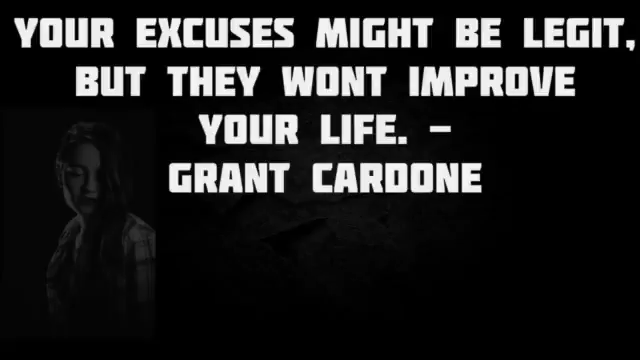 YOUR EXCUSES MIGHT BE LEGIT,
BUT THEY WONT IMPROVE
YOUR LIFE. –
GRANT CARDONE